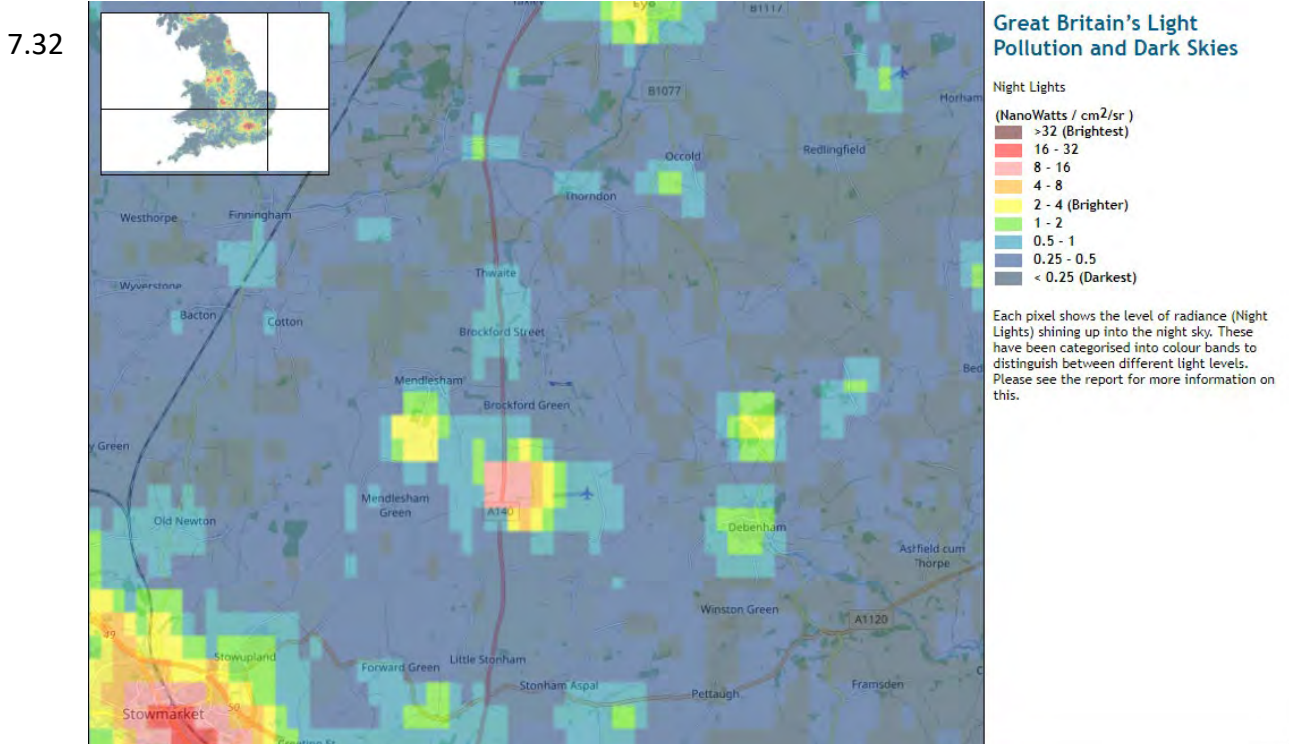 7.32
Eye
B1117
B1077
Horham
Occold
Redlingfield
Thorndon
Westhorpe
Finningham
Thwaite
Wyverstone
Bacton
Cotton
Brockford Street
Mendlesham
Brockford Green
Green
Mendlesham
Green
A140
Old Newton
Debenham
Ashfield cum
Thorpe
Winston Green
A1120
49
Stowupland
Forward Green
Little Stonham
Stonham Aspal
Pettaugh
Framsden
Stowmarket
50
Great Britain's Light
Pollution and Dark Skies
Night Lights
(NanoWatts / cm2/sr )
>32 (Brightest)
16 - 32
8 - 16
4 - 8
2 - 4 (Brighter)
1 - 2
0.5 - 1
0.25 - 0.5
< 0.25 (Darkest)
Each pixel shows the level of radiance (Night
Lights) shining up into the night sky. These
have been categorised into colour bands to
distinguish between different light levels.
Please see the report for more information on
this.